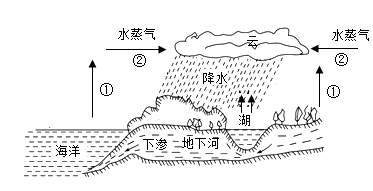 水蒸气
云
水蒸气
②
②
降水
①
①
湖
海洋
下渗
地下河